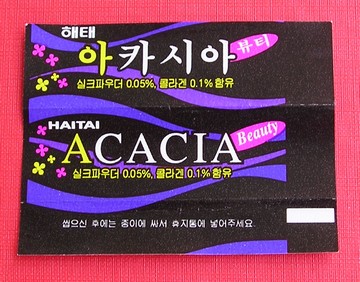 해태
아카시아 뷰티
실크파우더 0.05%, 콜라겐 0.1% 함유
HAITAI
ACACIA Beauty
실크파우더 0.05%, 콜라겐 0.1% 함유
씹으신 후에는 종이에 싸서 휴지통에 넣어주세요.